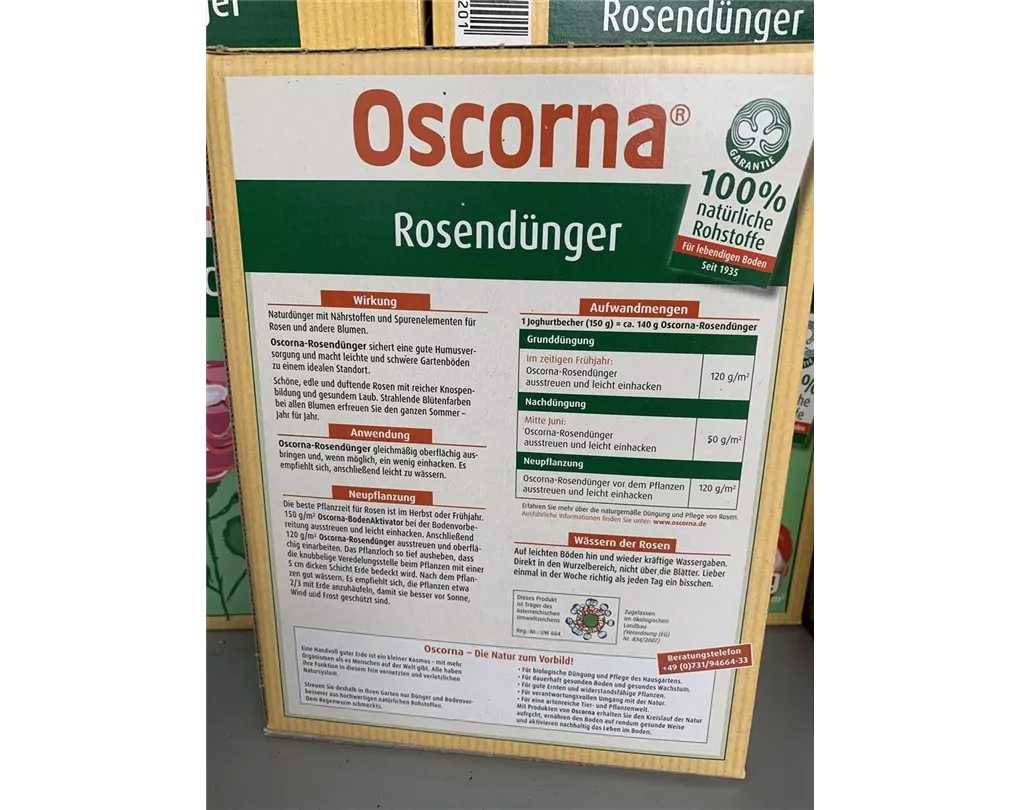 201
Rosendünger
Oscorna®
GARANTIE
100%
natürliche
Rohstoffe
Für lebendigen Boden
Seit 1935
Rosendünger
Wirkung
Naturdünger mit Nährstoffen und Spurenelementen für
Rosen und andere Blumen.
Oscorna-Rosendünger sichert eine gute Humusver-
sorgung und macht leichte und schwere Gartenböden
zu einem idealen Standort.
Schöne, edle und duftende Rosen mit reicher Knospen-
bildung und gesundem Laub. Strahlende Blütenfarben
bei allen Blumen erfreuen Sie den ganzen Sommer –
Jahr für Jahr.
Anwendung
Oscorna-Rosendünger gleichmäßig oberflächig aus-
bringen und, wenn möglich, ein wenig einhacken. Es
empfiehlt sich, anschließend leicht zu wässern.
Neupflanzung
Die beste Pflanzzeit für Rosen ist im Herbst oder Frühjahr.
150 g/m² Oscorna-BodenAktivator bei der Bodenvorbe-
reitung ausstreuen und leicht einhacken. Anschließend
120 g/m² Oscorna-Rosendünger ausstreuen und oberflä-
chig einarbeiten. Das Pflanzloch so tief ausheben, dass
die knubbelige Veredelungsstelle beim Pflanzen mit einer
5 cm dicken Schicht Erde bedeckt wird. Nach dem Pflan-
zen gut wässern. Es empfiehlt sich, die Pflanzen etwa
2/3 mit Erde anzuhäufeln, damit sie besser vor Sonne,
Wind und Frost geschützt sind.
Aufwandmengen
1 Joghurtbecher (150 g) = ca. 140 g Oscorna-Rosendünger
Grunddüngung
Im zeitigen Frühjahr:
Oscorna-Rosendünger
ausstreuen und leicht einhacken
120 g/m²
Nachdüngung
Mitte Juni:
Oscorna-Rosendünger
ausstreuen und leicht einhacken
50 g/m²
Neupflanzung
Oscorna-Rosendünger vor dem Pflanzen
ausstreuen und leicht einhacken
120 g/m²
Erfahren Sie mehr über die naturgemäße Düngung und Pflege von Rosen.
Ausführliche Informationen finden Sie unter: www.oscorna.de
Wässern der Rosen
Auf leichten Böden hin und wieder kräftige Wassergaben.
Direkt in den Wurzelbereich, nicht über die Blätter. Lieber
einmal in der Woche richtig als jeden Tag ein bisschen.
Dieses Produkt
ist Träger des
österreichischen
Umweltzeichens
Reg.-Nr.: UW 664
Zugelassen
im ökologischen
Landbau
(Verordnung (EG)
Nr. 834/2007)
Beratungstelefon
+49 (0)731/94664-33
Oscorna – Die Natur zum Vorbild!
Eine Handvoll guter Erde ist ein kleiner Kosmos - mit mehr
Organismen als es Menschen auf der Welt gibt. Alle haben
ihre Funktion in diesem fein vernetzten und verletzlichen
Natursystem.
Streuen Sie deshalb in Ihren Garten nur Dünger und Bodenver-
besserer aus hochwertigen natürlichen Rohstoffen.
Dem Regenwurm schmeckts.
• Für biologische Düngung und Pflege des Hausgartens.
• Für dauerhaft gesunden Boden und gesundes Wachstum.
• Für gute Ernten und widerstandsfähige Pflanzen.
• Für verantwortungsvollen Umgang mit der Natur.
• Für eine artenreiche Tier- und Pflanzenwelt.
Mit Produkten von Oscorna erhalten Sie den Kreislauf der Natur
aufrecht, ernähren den Boden auf rundum gesunde Weise
und aktivieren nachhaltig das Leben im Boden.